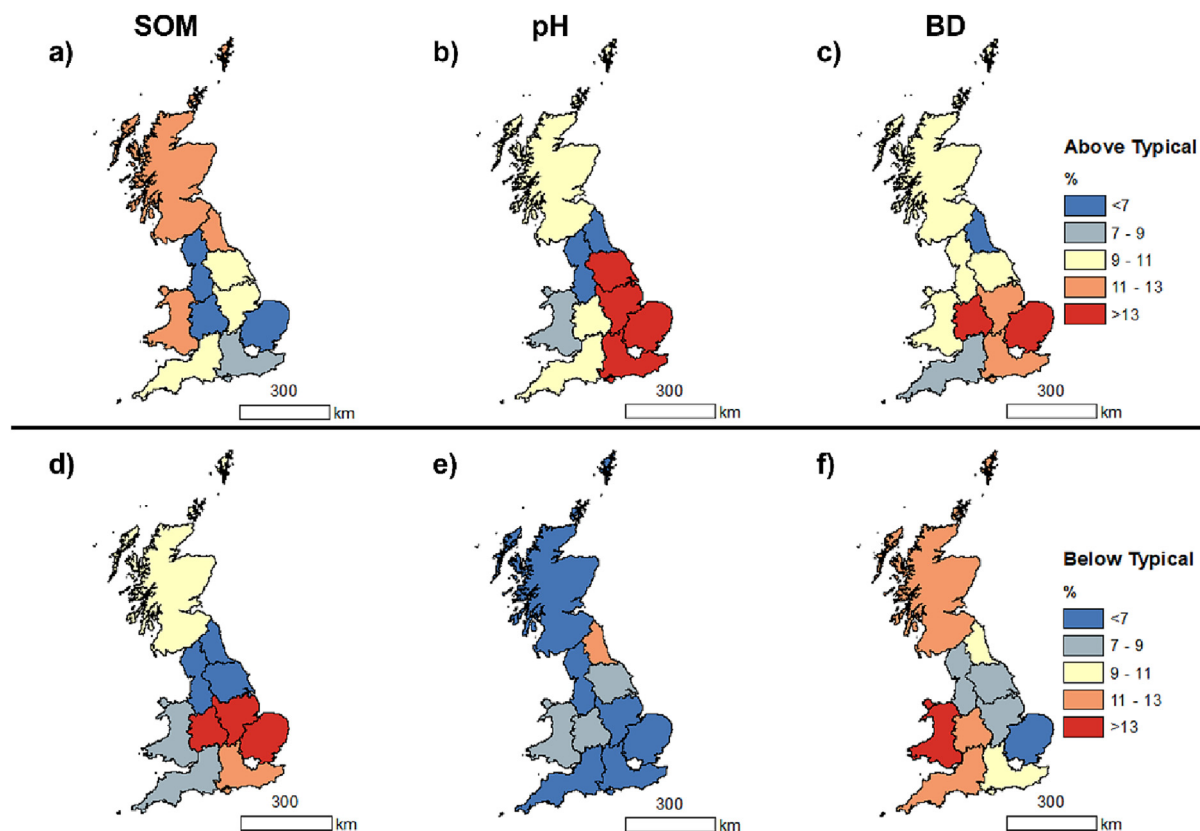 SOM
pH
BD
a)
b)
c)
Above Typical
%
<7
7 - 9
9 - 11
11 - 13
>13
300
km
300
km
300
km
d)
e)
f)
Below Typical
%
<7
7 - 9
9 - 11
11 - 13
>13
300
km
300
km
300
km